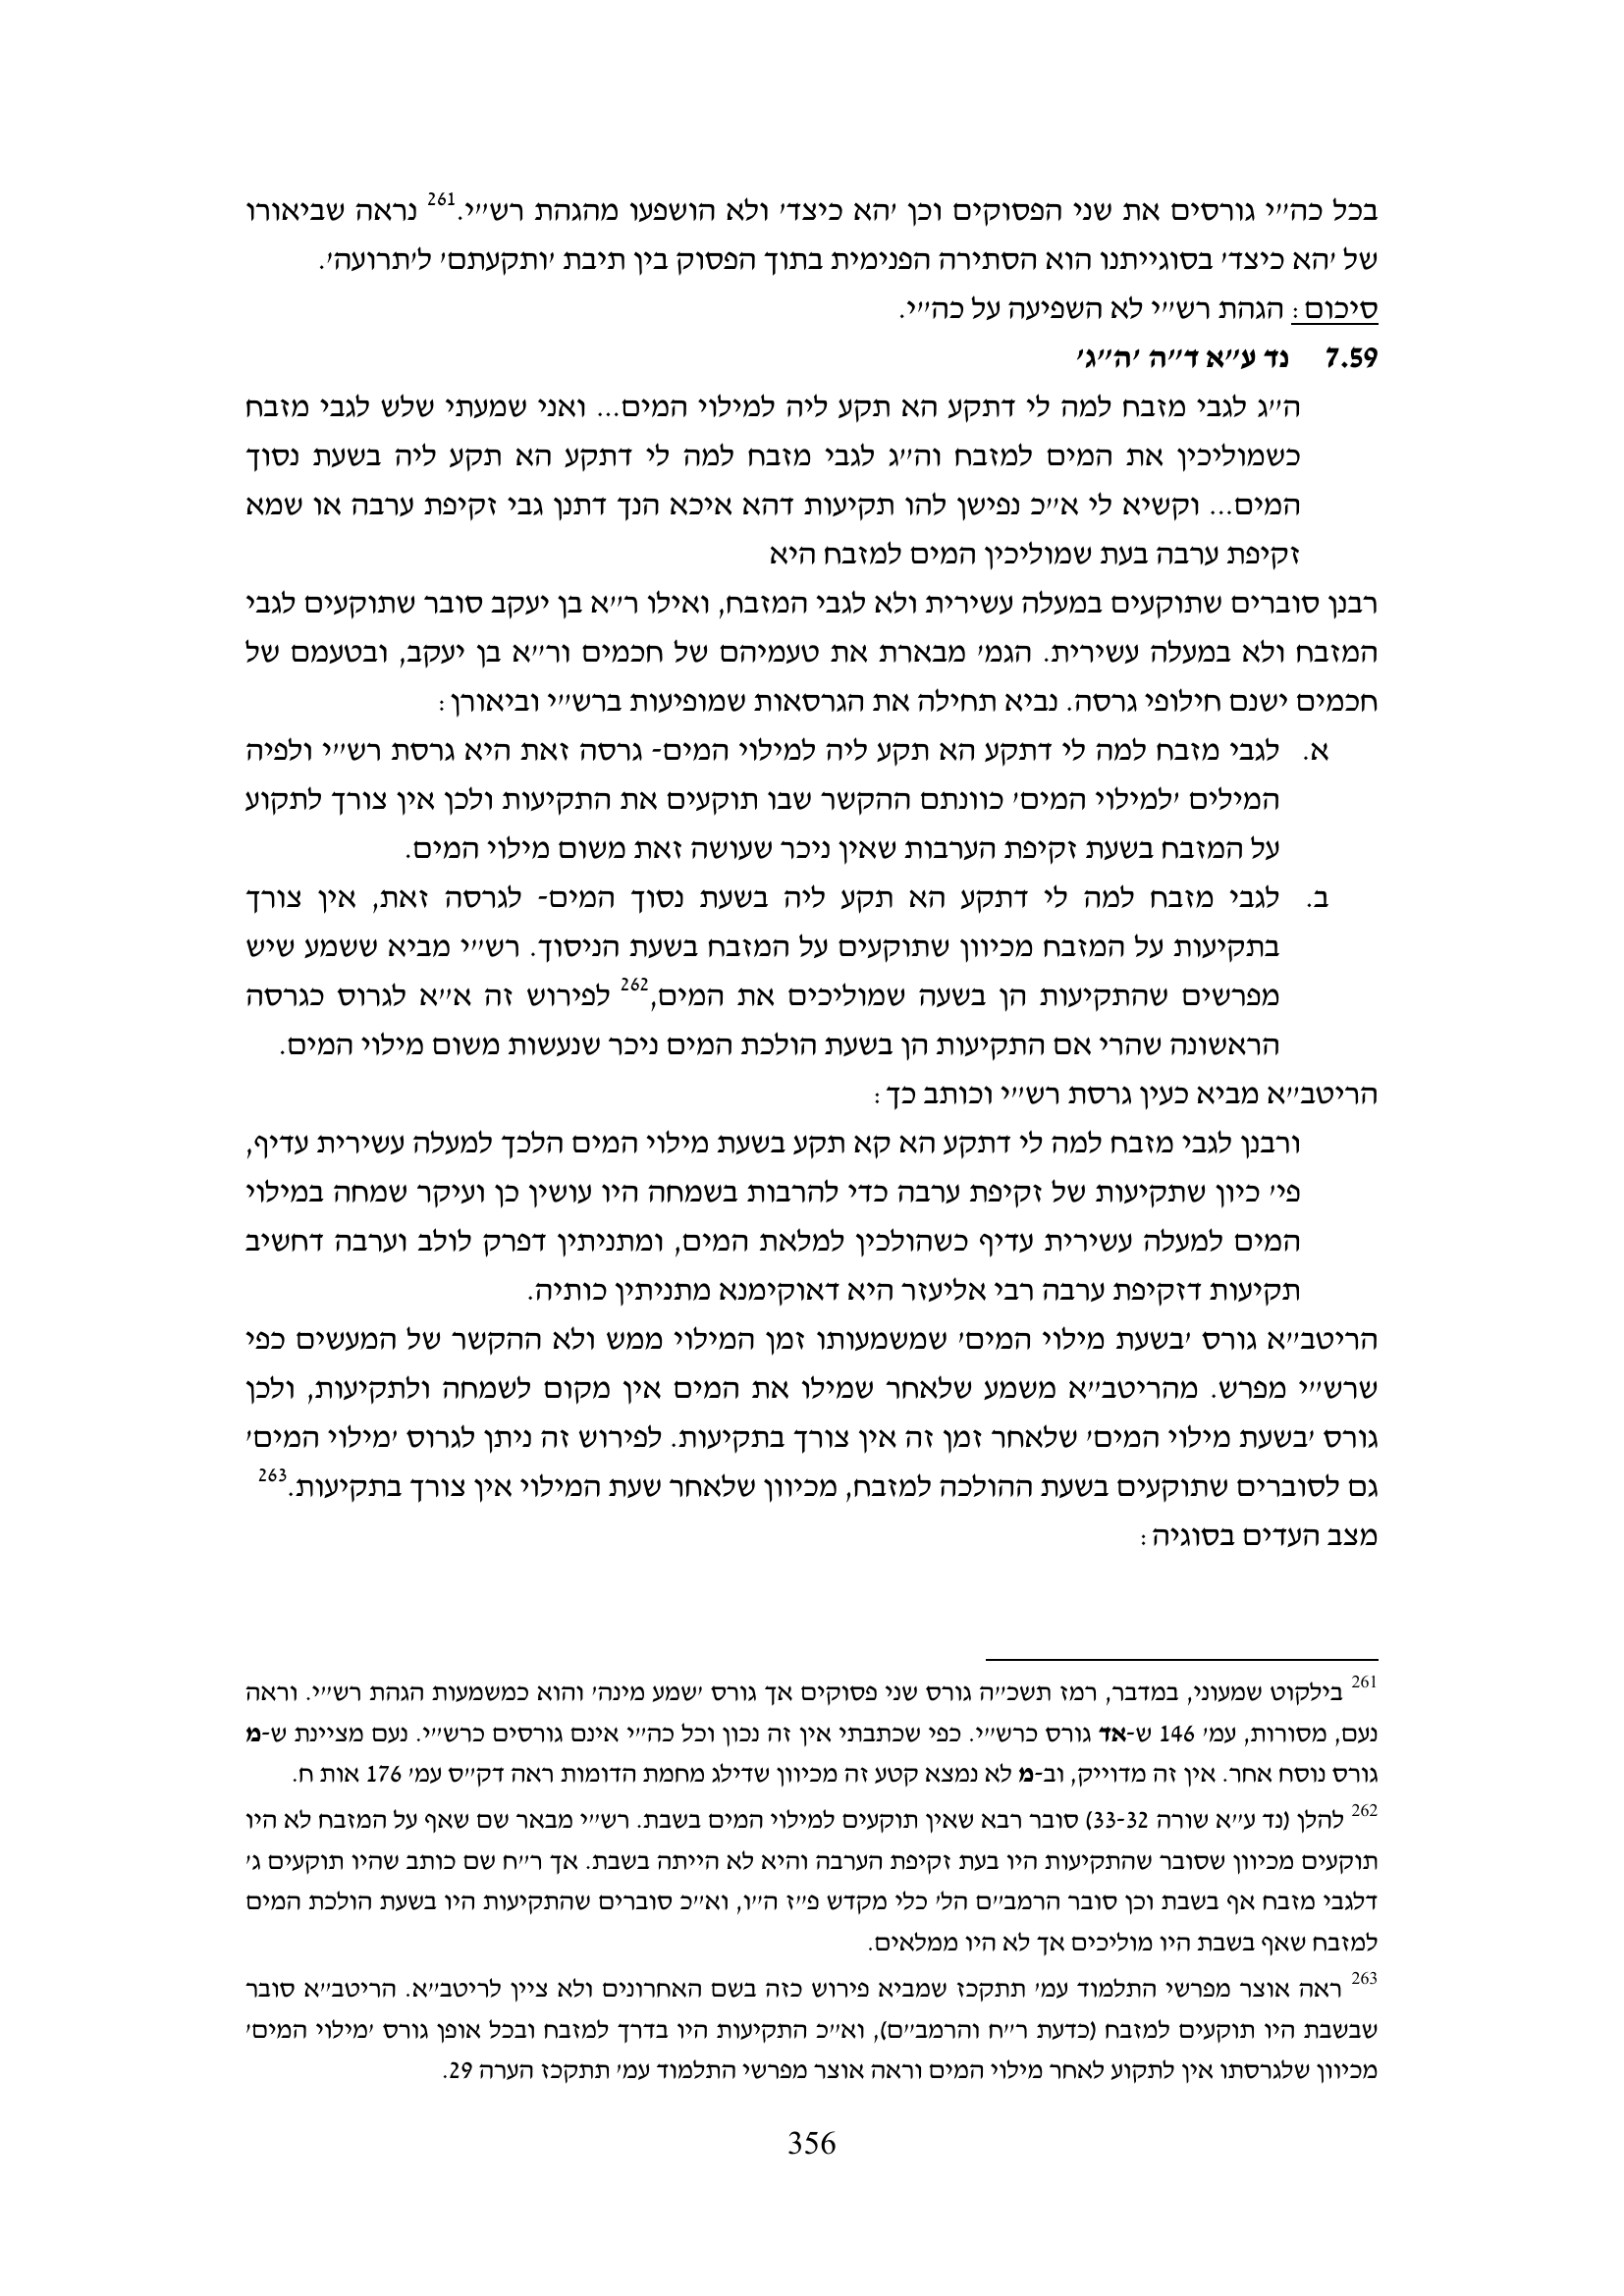 בכל כה"י גורסים את שני הפסוקים וכן 'הא כיצד' ולא הושפעו מהגהת רש"י.261 נראה שביאורו
של 'הא כיצד' בסוגייתנו הוא הסתירה הפנימית בתוך הפסוק בין תיבת 'ותקעתם' ל'תרועה'.
סיכום: הגהת רש"י לא השפיעה על כה"י.
7.59 נד ע"א ד"ה 'ה"ג'
ה"ג לגבי מזבח למה לי דתקע הא תקע ליה למילוי המים... ואני שמעתי שלש לגבי מזבח
כשמוליכין את המים למזבח וה"ג לגבי מזבח למה לי דתקע הא תקע ליה בשעת נסוך
המים... וקשיא לי א"כ נפישן להו תקיעות דהא איכא הנך דתנן גבי זקיפת ערבה או שמא
זקיפת ערבה בעת שמוליכין המים למזבח היא
רבנן סוברים שתוקעים במעלה עשירית ולא לגבי המזבח, ואילו ר"א בן יעקב סובר שתוקעים לגבי
המזבח ולא במעלה עשירית. הגמ' מבארת את טעמיהם של חכמים ור"א בן יעקב, ובטעמם של
חכמים ישנם חילופי גרסה. נביא תחילה את הגרסאות שמופיעות ברש"י וביאורן:
א. לגבי מזבח למה לי דתקע הא תקע ליה למילוי המים- גרסה זאת היא גרסת רש"י ולפיה
המילים 'למילוי המים' כוונתם ההקשר שבו תוקעים את התקיעות ולכן אין צורך לתקוע
על המזבח בשעת זקיפת הערבות שאין ניכר שעושה זאת משום מילוי המים.
ב. לגבי מזבח למה לי דתקע הא תקע ליה בשעת נסוך המים- לגרסה זאת, אין צורך
בתקיעות על המזבח מכיוון שתוקעים על המזבח בשעת הניסוך. רש"י מביא ששמע שיש
מפרשים שהתקיעות הן בשעה שמוליכים את המים,262 לפירוש זה א"א לגרוס כגרסה
הראשונה שהרי אם התקיעות הן בשעת הולכת המים ניכר שנעשות משום מילוי המים.
הריטב"א מביא כעין גרסת רש"י וכותב כך:
ורבנן לגבי מזבח למה לי דתקע הא קא תקע בשעת מילוי המים הלכך למעלה עשירית עדיף,
פי' כיון שתקיעות של זקיפת ערבה כדי להרבות בשמחה היו עושין כן ועיקר שמחה במילוי
המים למעלה עשירית עדיף כשהולכין למלאת המים, ומתניתין דפרק לולב וערבה דחשיב
תקיעות דזקיפת ערבה רבי אליעזר היא דאוקימנא מתניתין כותיה.
הריטב"א גורס 'בשעת מילוי המים' שמשמעותו זמן המילוי ממש ולא ההקשר של המעשים כפי
שרש"י מפרש. מהריטב"א משמע שלאחר שמילו את המים אין מקום לשמחה ולתקיעות, ולכן
גורס 'בשעת מילוי המים' שלאחר זמן זה אין צורך בתקיעות. לפירוש זה ניתן לגרוס 'מילוי המים'
גם לסוברים שתוקעים בשעת ההולכה למזבח, מכיוון שלאחר שעת המילוי אין צורך בתקיעות.263
מצב העדים בסוגיה:
261 בילקוט שמעוני, במדבר, רמז תשכ"ה גורס שני פסוקים אך גורס 'שמע מינה' והוא כמשמעות הגהת רש"י. וראה
נעם, מסורות, עמ' 146 ש-אד גורס כרש"י. כפי שכתבתי אין זה נכון וכל כה"י אינם גורסים כרש"י. נעם מציינת ש-מ
גורס נוסח אחר. אין זה מדוייק, וב-מ לא נמצא קטע זה מכיוון שדילג מחמת הדומות ראה דק"ס עמ' 176 אות ח.
262 להלן (נד ע"א שורה 33-32) סובר רבא שאין תוקעים למילוי המים בשבת. רש"י מבאר שם שאף על המזבח לא היו
תוקעים מכיוון שסובר שהתקיעות היו בעת זקיפת הערבה והיא לא הייתה בשבת. אך ר"ח שם כותב שהיו תוקעים ג'
דלגבי מזבח אף בשבת וכן סובר הרמב"ם הל' כלי מקדש פ"ז ה"ו, וא"כ סוברים שהתקיעות היו בשעת הולכת המים
למזבח שאף בשבת היו מוליכים אך לא היו ממלאים.
263 ראה אוצר מפרשי התלמוד עמ' תתקכז שמביא פירוש כזה בשם האחרונים ולא ציין לריטב"א. הריטב"א סובר
שבשבת היו תוקעים למזבח (כדעת ר"ח והרמב"ם), וא"כ התקיעות היו בדרך למזבח ובכל אופן גורס 'מילוי המים'
מכיוון שלגרסתו אין לתקוע לאחר מילוי המים וראה אוצר מפרשי התלמוד עמ' תתקכז הערה 29.
356